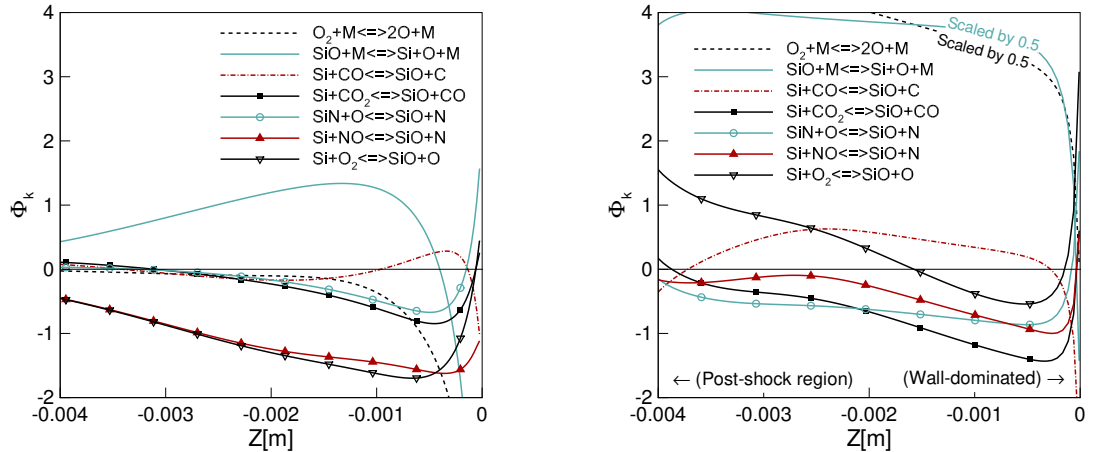 4
3
2
1
0
-1
-2
Φk
O2+M<=>2O+M
SiO+M<=>Si+O+M
Si+CO<=>SiO+C
Si+CO2<=>SiO+CO
SiN+O<=>SiO+N
Si+NO<=>SiO+N
Si+O2<=>SiO+O
-0.004 -0.003 -0.002 -0.001 0
Z[m]
4
3
2
1
0
-1
-2
Φk
Scaled by 0.5
Scaled by 0.5
O2+M<=>2O+M
SiO+M<=>Si+O+M
Si+CO<=>SiO+C
Si+CO2<=>SiO+CO
SiN+O<=>SiO+N
Si+NO<=>SiO+N
Si+O2<=>SiO+O
← (Post-shock region) (Wall-dominated) →
-0.004 -0.003 -0.002 -0.001 0
Z[m]